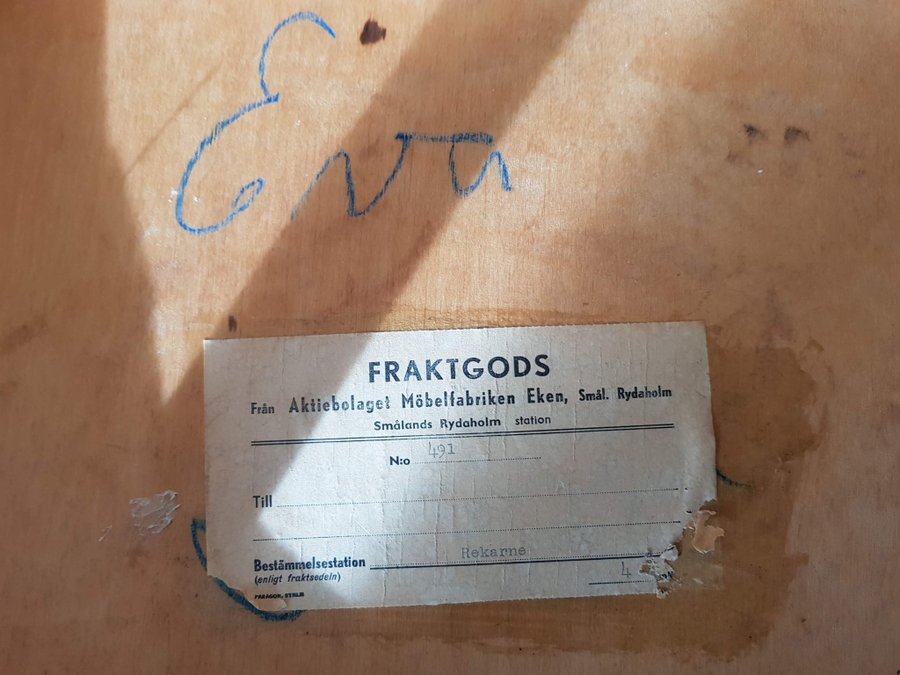 Eva
FRAKTGODS
Från Aktiebolaget Möbelfabriken Eken, Smål. Rydaholm
Smålands Rydaholm station
N:o 491
Till
Bestämmelsestation Rekarne
(enligt fraktsedeln)
4
PARAGON, STHLM